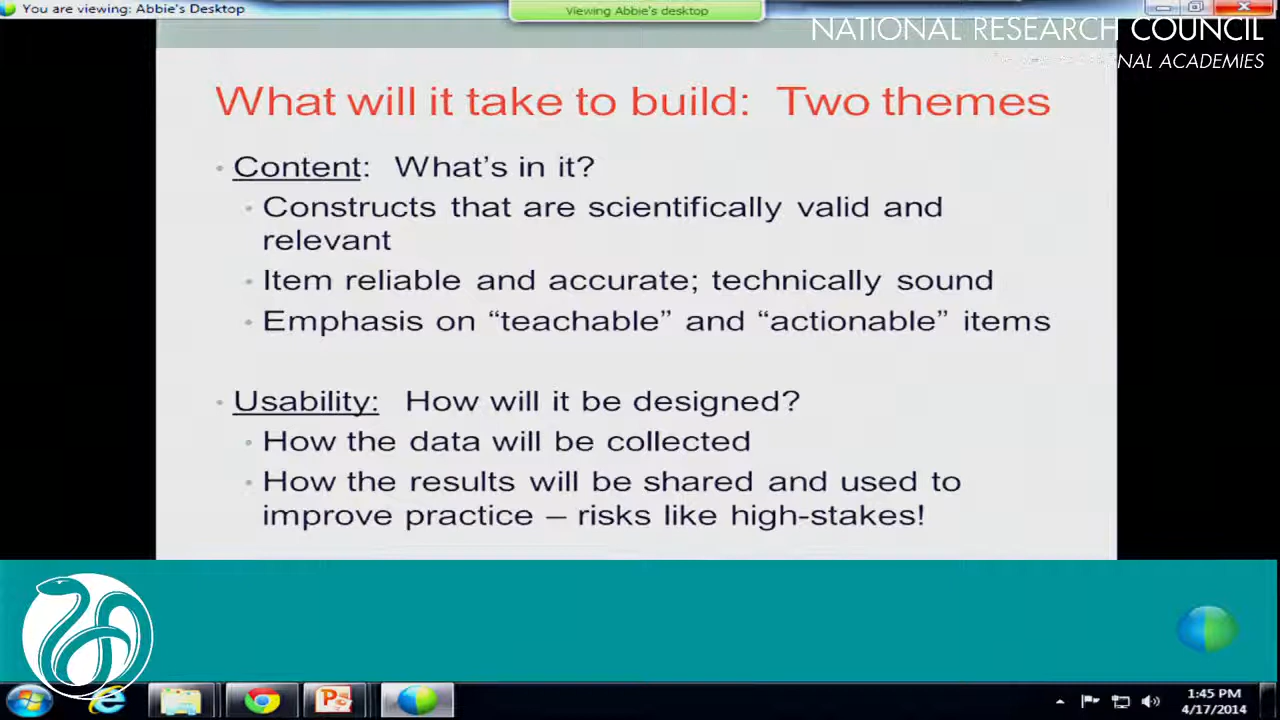 You are viewing: Abbie's Desktop
Viewing Abbie's desktop
NATIONAL RESEARCH COUNCIL
NAL ACADEMIES
What will it take to build: Two themes
Content: What's in it?
Constructs that are scientifically valid and
relevant
Item reliable and accurate; technically sound
Emphasis on “teachable” and “actionable” items
Usability: How will it be designed?
How the data will be collected
How the results will be shared and used to
improve practice – risks like high-stakes!
1:45 PM
4/17/2014